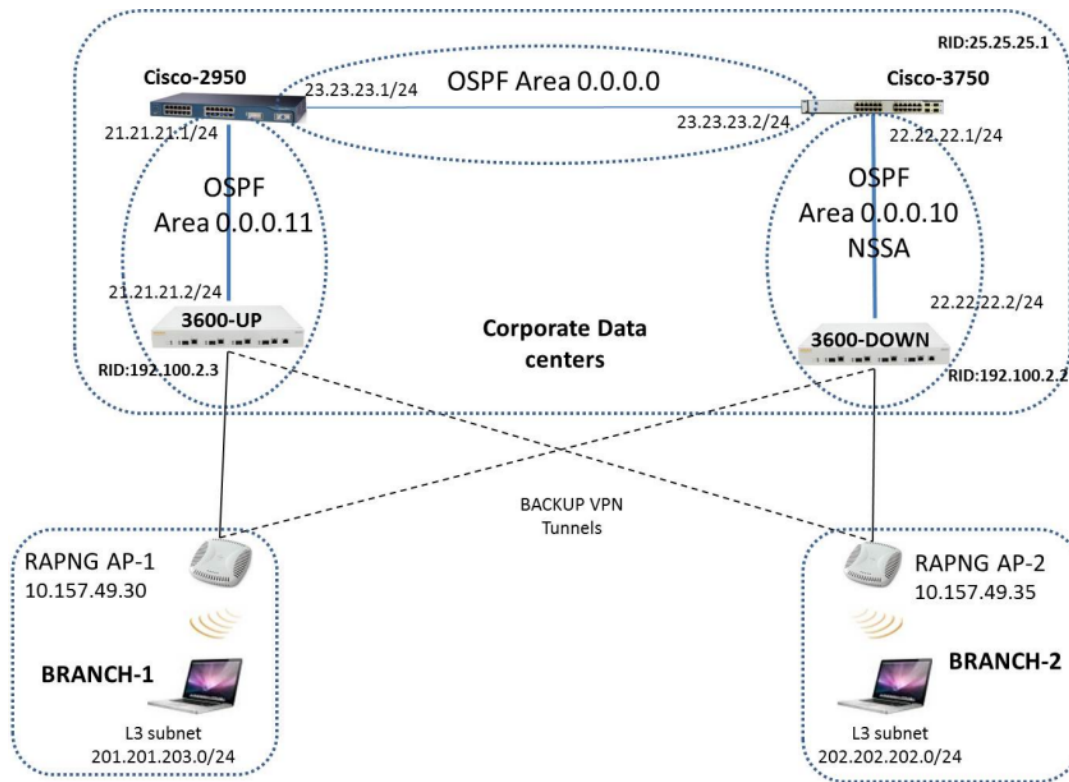 RID:25.25.25.1
Cisco-2950
OSPF Area 0.0.0.0
Cisco-3750
23.23.23.1/24
23.23.23.2/24
21.21.21.1/24
22.22.22.1/24
OSPF
Area 0.0.0.11
OSPF
Area 0.0.0.10
NSSA
21.21.21.2/24
22.22.22.2/24
3600-UP
Corporate Data
centers
3600-DOWN
RID:192.100.2.3
RID:192.100.2.2
BACKUP VPN
Tunnels
RAPNG AP-1
10.157.49.30
RAPNG AP-2
10.157.49.35
BRANCH-1
BRANCH-2
L3 subnet
201.201.203.0/24
L3 subnet
202.202.202.0/24